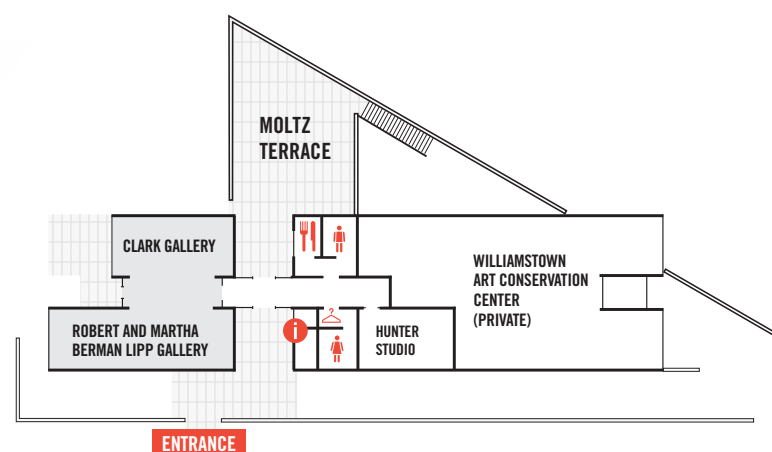 MOLTZ
TERRACE
CLARK GALLERY
WILLIAMSTOWN
ART CONSERVATION
CENTER
(PRIVATE)
ROBERT AND MARTHA
BERMAN LIPP GALLERY
i
HUNTER
STUDIO
ENTRANCE